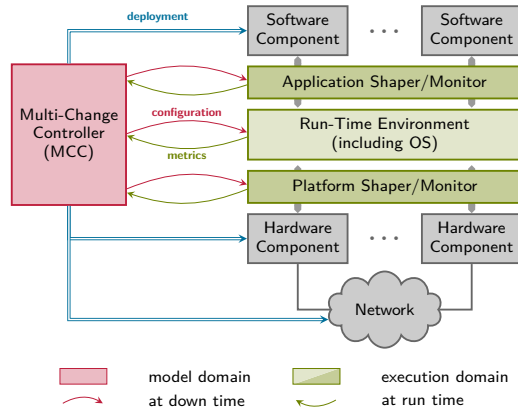 deployment
Software
Component
Software
Component
Application Shaper/Monitor
Multi-Change
Controller
(MCC)
configuration
metrics
Run-Time Environment
(including OS)
Platform Shaper/Monitor
Hardware
Component
Hardware
Component
Network
model domain
at down time
execution domain
at run time